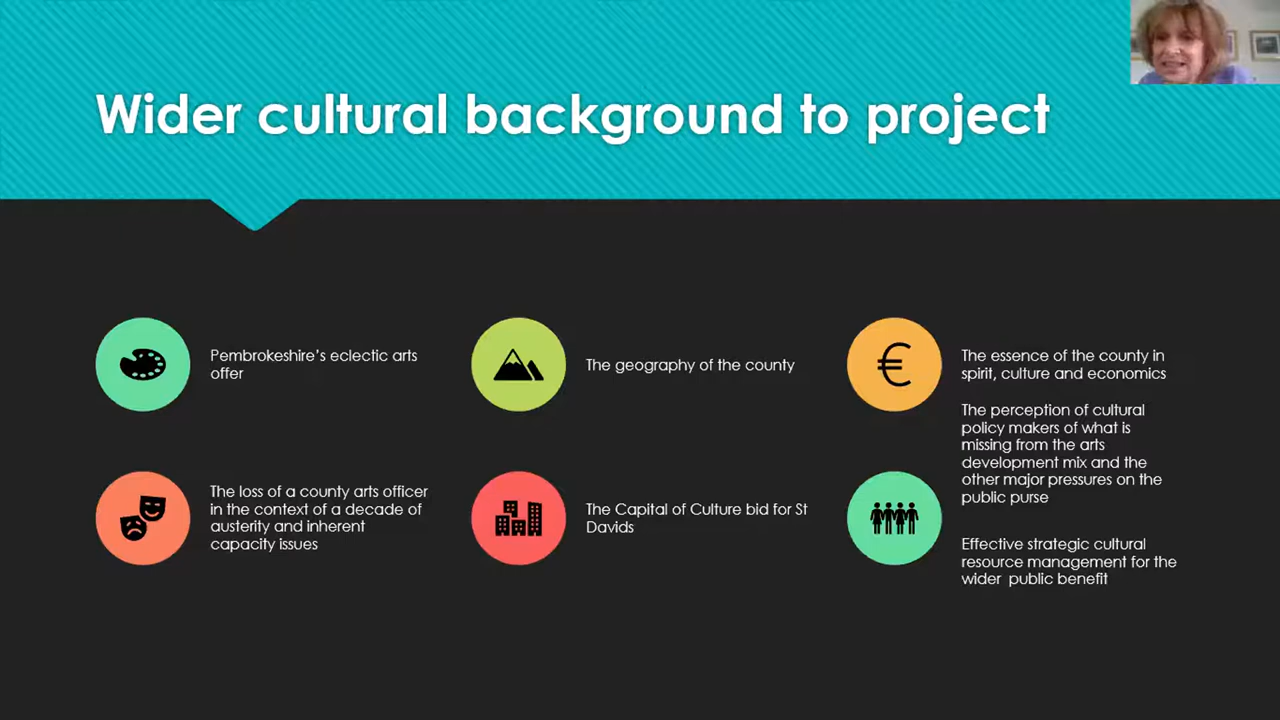 Wider cultural background to project
Pembrokeshire’s eclectic arts
offer
The geography of the county
€
The essence of the county in
spirit, culture and economics
The loss of a county arts officer
in the context of a decade of
austerity and inherent
capacity issues
The Capital of Culture bid for St
Davids
The perception of cultural
policy makers of what is
missing from the arts
development mix and the
other major pressures on the
public purse
Effective strategic cultural
resource management for the
wider  public benefit